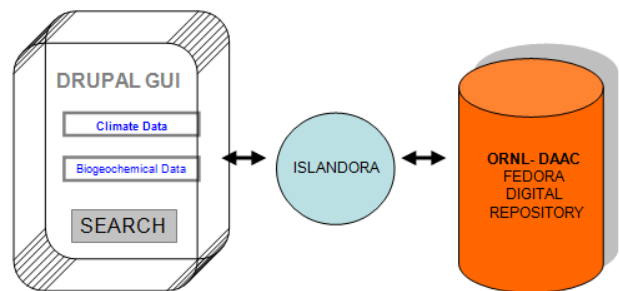 DRUPAL GUI
Climate Data
Biogeochemical Data
SEARCH
ISLANDORA
ORNL- DAAC
FEDORA
DIGITAL
REPOSITORY